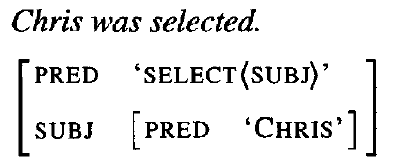 Chris was selected.
PRED ‘SELECT⟨SUBJ⟩’
SUBJ [PRED ‘CHRIS’]